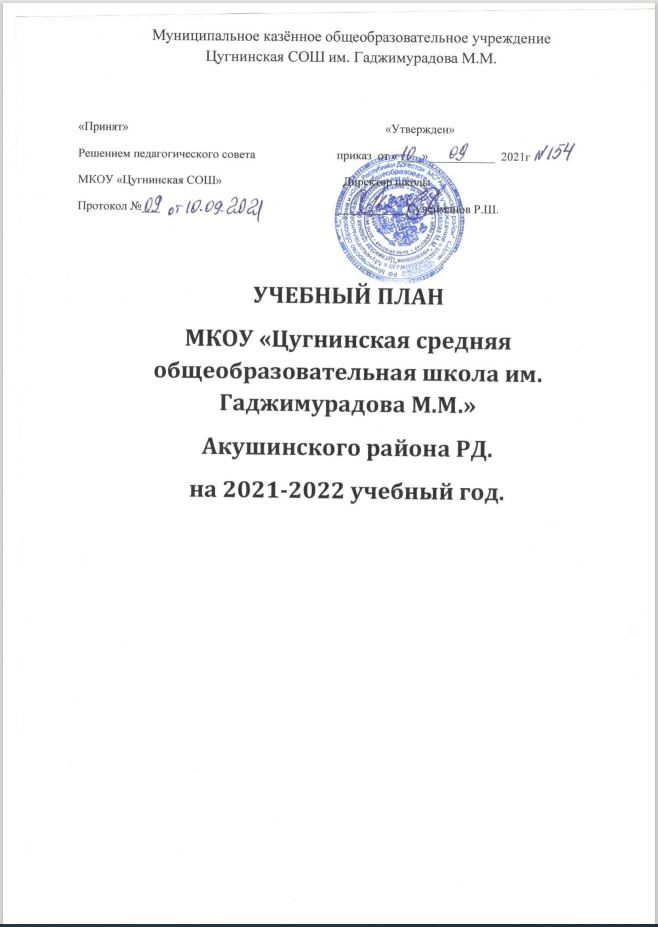 Муниципальное казённое общеобразовательное учреждение
Цугнинская СОШ им. Гаджимурадова М.М.
«Принят»
«Утвержден»
Решением педагогического совета
приказ от «10» 09 2021г №154
МКОУ «Цугнинская СОШ»
Директор школы
Протокол №09 от 10.09.2021
Сулейманов Р.Ш.
УЧЕБНЫЙ ПЛАН
МКОУ «Цугнинская средняя
общеобразовательная школа им.
Гаджимурадова М.М.»
Акушинского района РД.
на 2021-2022 учебный год.